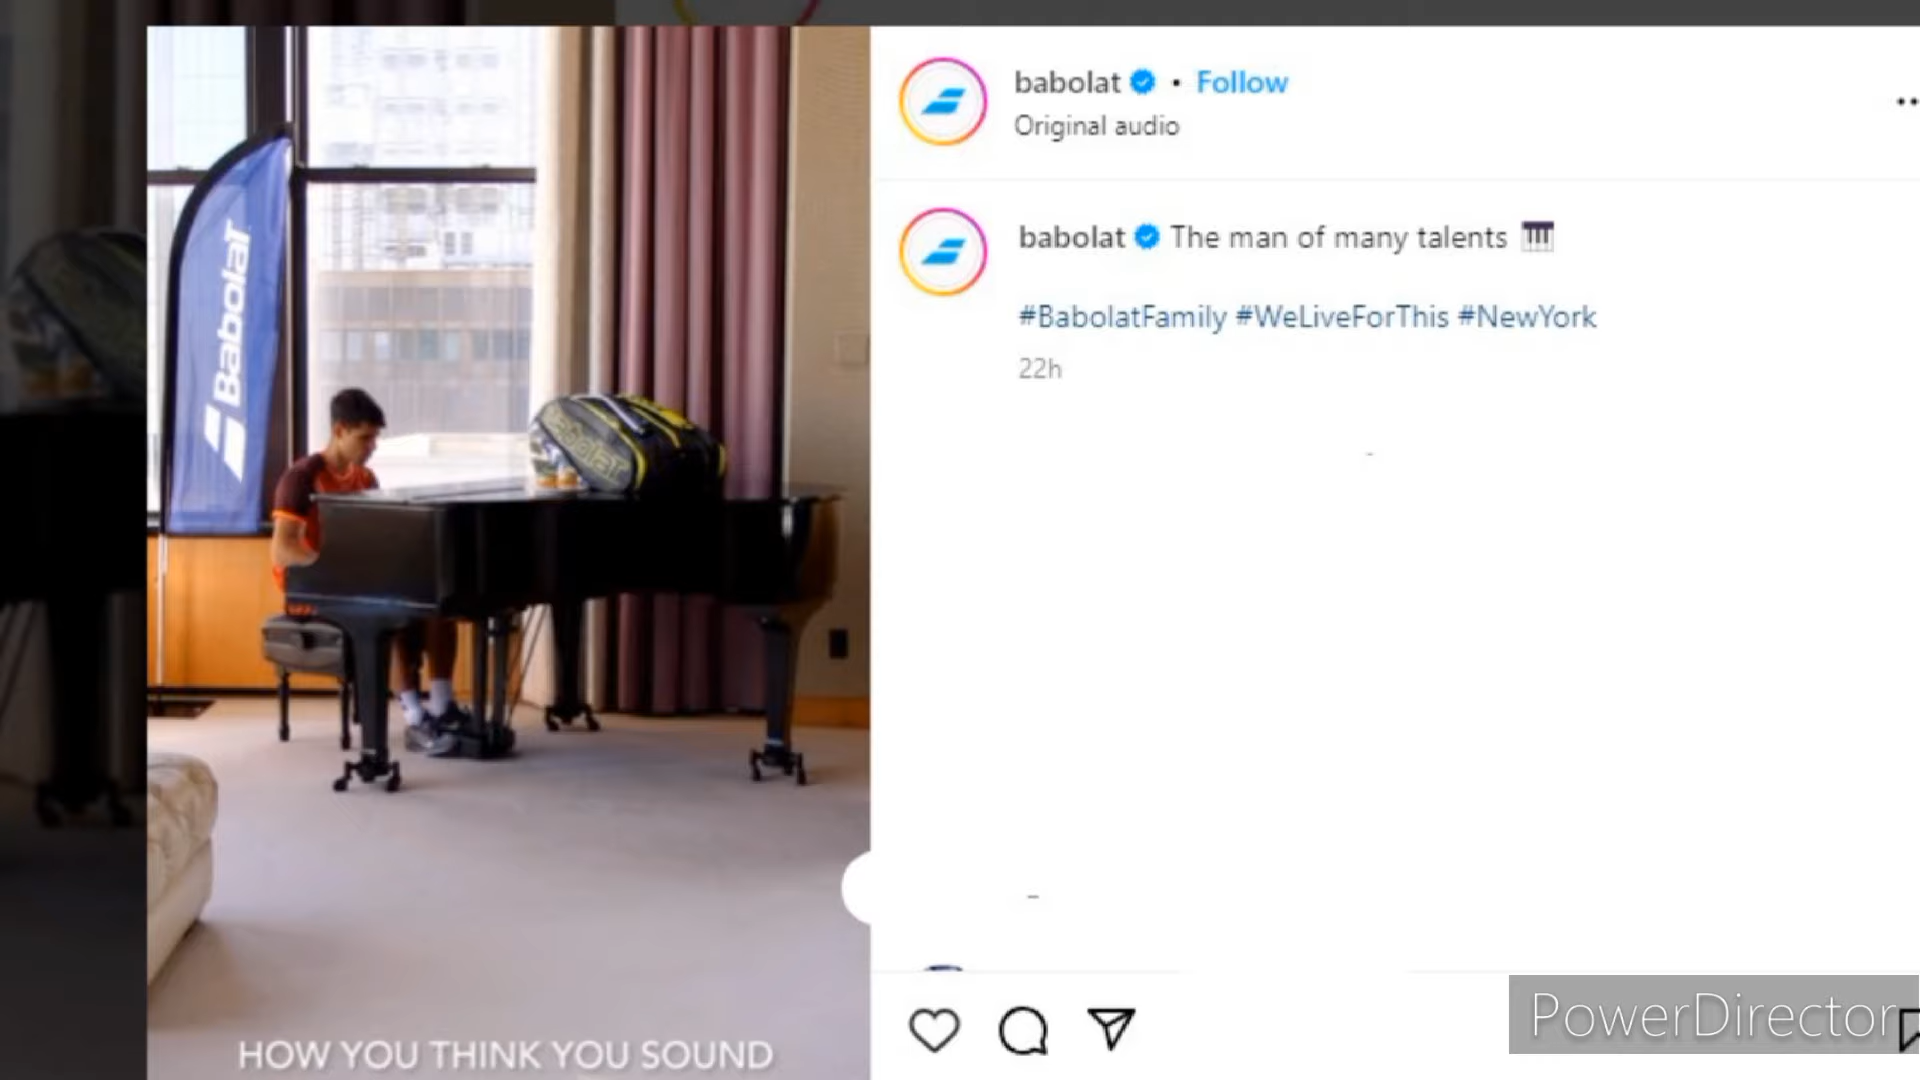 babolat • Follow
Original audio
babolat The man of many talents 🎹
#BabolatFamily #WeLiveForThis #NewYork
22h
Babolat
Babolat
HOW YOU THINK YOU SOUND
PowerDirector